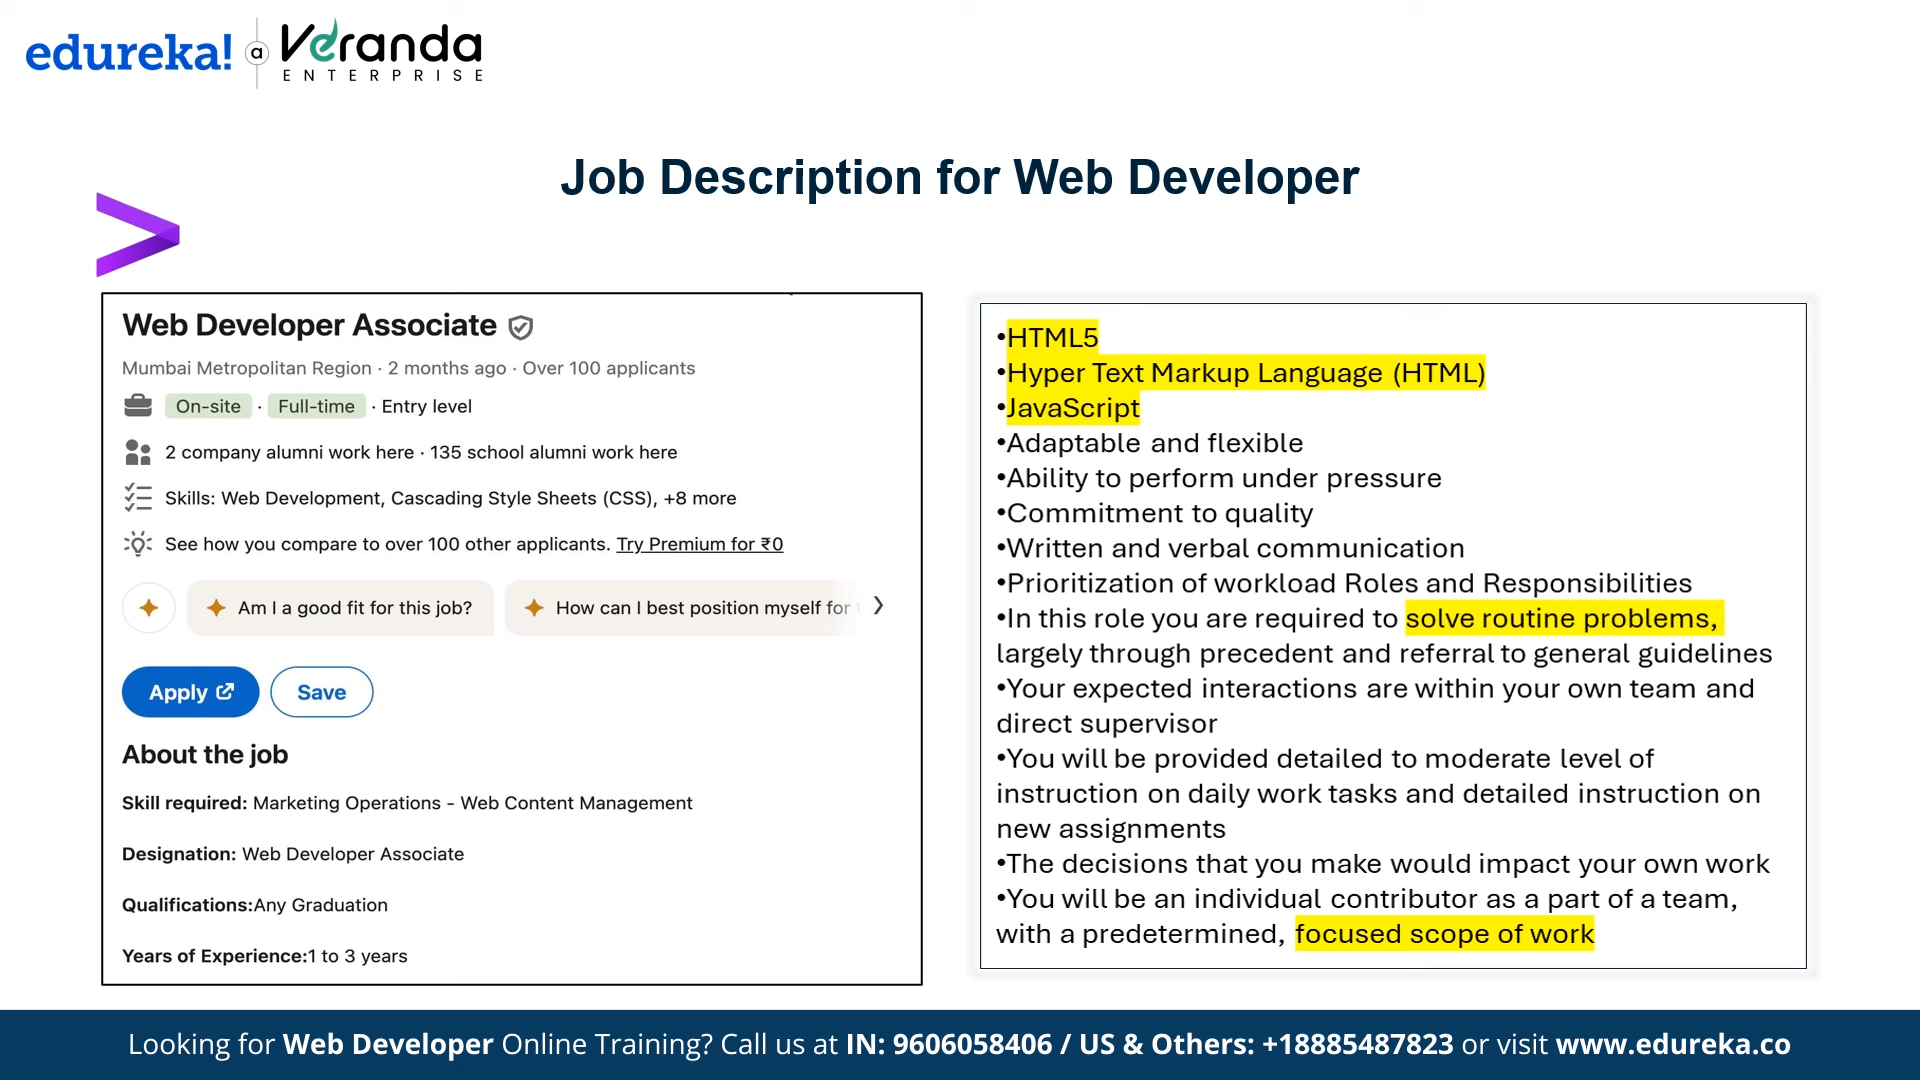 edureka! a Veranda
ENTERPRISE
Job Description for Web Developer
Web Developer Associate
Mumbai Metropolitan Region · 2 months ago · Over 100 applicants
On-site · Full-time · Entry level
2 company alumni work here · 135 school alumni work here
Skills: Web Development, Cascading Style Sheets (CSS), +8 more
See how you compare to over 100 other applicants. Try Premium for ₹0
Am I a good fit for this job? How can I best position myself for
Apply Save
About the job
Skill required: Marketing Operations - Web Content Management
Designation: Web Developer Associate
Qualifications:Any Graduation
Years of Experience:1 to 3 years
•HTML5
•Hyper Text Markup Language (HTML)
•JavaScript
•Adaptable and flexible
•Ability to perform under pressure
•Commitment to quality
•Written and verbal communication
•Prioritization of workload Roles and Responsibilities
•In this role you are required to solve routine problems,
largely through precedent and referral to general guidelines
•Your expected interactions are within your own team and
direct supervisor
•You will be provided detailed to moderate level of
instruction on daily work tasks and detailed instruction on
new assignments
•The decisions that you make would impact your own work
•You will be an individual contributor as a part of a team,
with a predetermined, focused scope of work
Looking for Web Developer Online Training? Call us at IN: 9606058406 / US & Others: +18885487823 or visit www.edureka.co